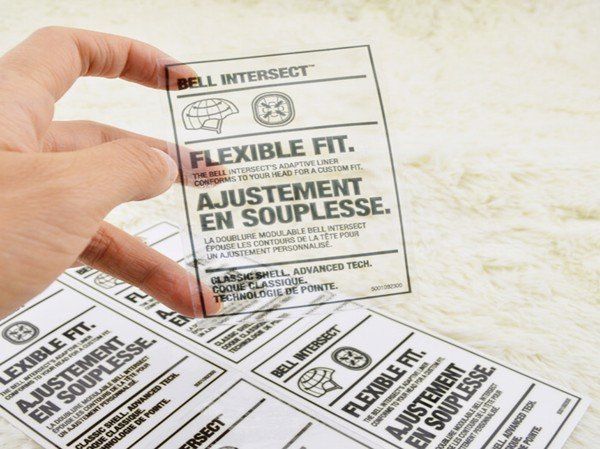 BELL INTERSECT™
FLEXIBLE FIT.
THE BELL INTERSECT'S ADAPTIVE LINER
CONFORMS TO YOUR HEAD FOR A CUSTOM FIT.
AJUSTEMENT
EN SOUPLESSE.
LA DOUBLURE MODULABLE BELL INTERSECT
ÉPOUSE LES CONTOURS DE LA TÊTE POUR
UN AJUSTEMENT PERSONNALISÉ.
CLASSIC SHELL. ADVANCED TECH.
COQUE CLASSIQUE.
TECHNOLOGIE DE POINTE.
FLEXIBLE FIT.
THE BELL INTERSECT'S ADAPTIVE
CONFORMS TO YOUR HEAD FOR A CUSTOM FIT.
AJUSTEMENT
EN SOUPLESSE.
LA DOUBLURE MODULABLE BELL INTERSECT
ÉPOUSE LES CONTOURS DE LA TÊTE POUR
UN AJUSTEMENT PERSONNALISÉ.
CLASSIC SHELL. ADVANCED TECH.
COQUE CLASSIQUE.
TECHNOLOGIE DE POINTE.
CLASSIC SHELL
COQUE CLASSIQUE.
TECHNOLOGIE DE
BELL INTERSECT™
FLEXIBLE FIT.
THE BELL INTERSECT'S ADAPTIVE LINER
CONFORMS TO YOUR HEAD FOR A CUSTOM FIT.
AJUSTEMENT
EN SOUPLESSE.
LA DOUBLURE MODULABLE BELL INTERSECT
ÉPOUSE LES CONTOURS DE LA TÊTE POUR
UN AJUSTEMENT
CLASSIC SHELL.
COQUE
BELL INTERSECT